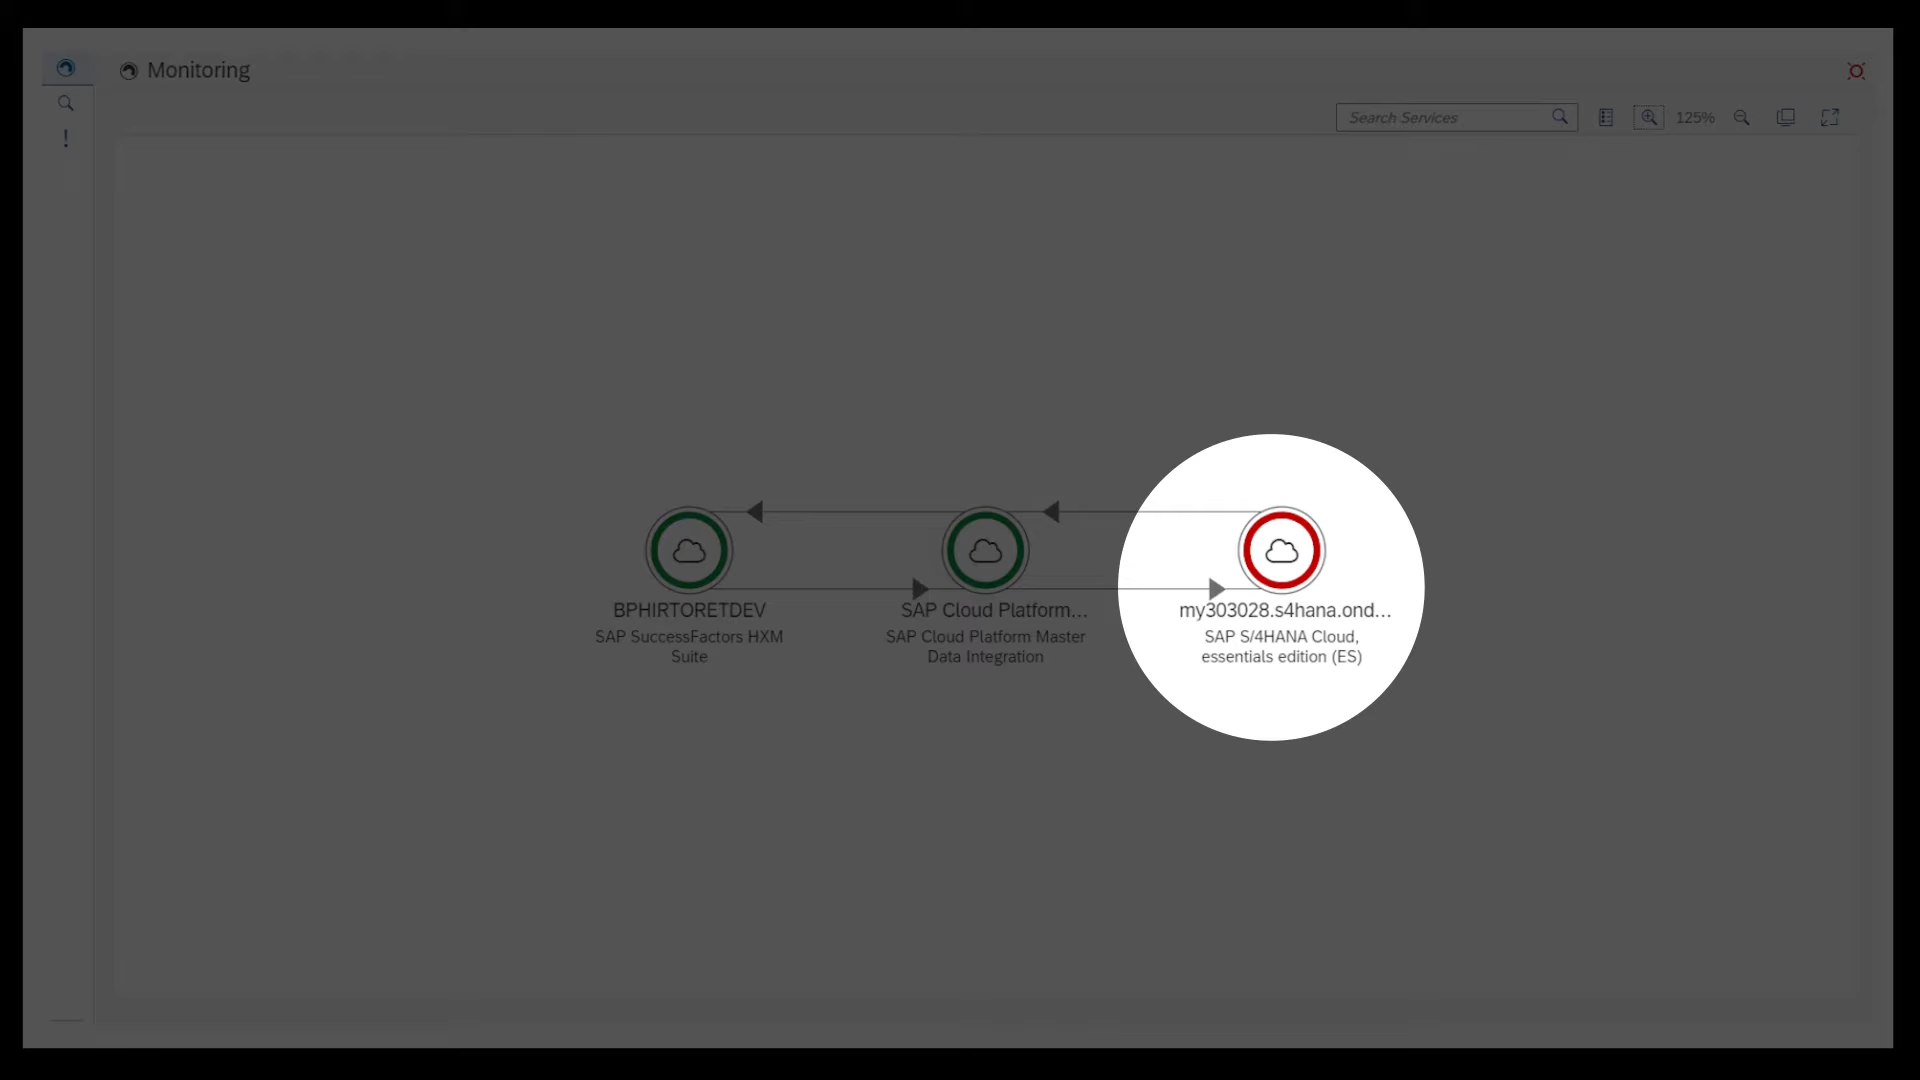 Monitoring
Search Services
125%
BPHIRTORETDEV
SAP SuccessFactors HXM
Suite
SAP Cloud Platform...
SAP Cloud Platform Master
Data Integration
my303028.s4hana.ond...
SAP S/4HANA Cloud,
essentials edition (ES)